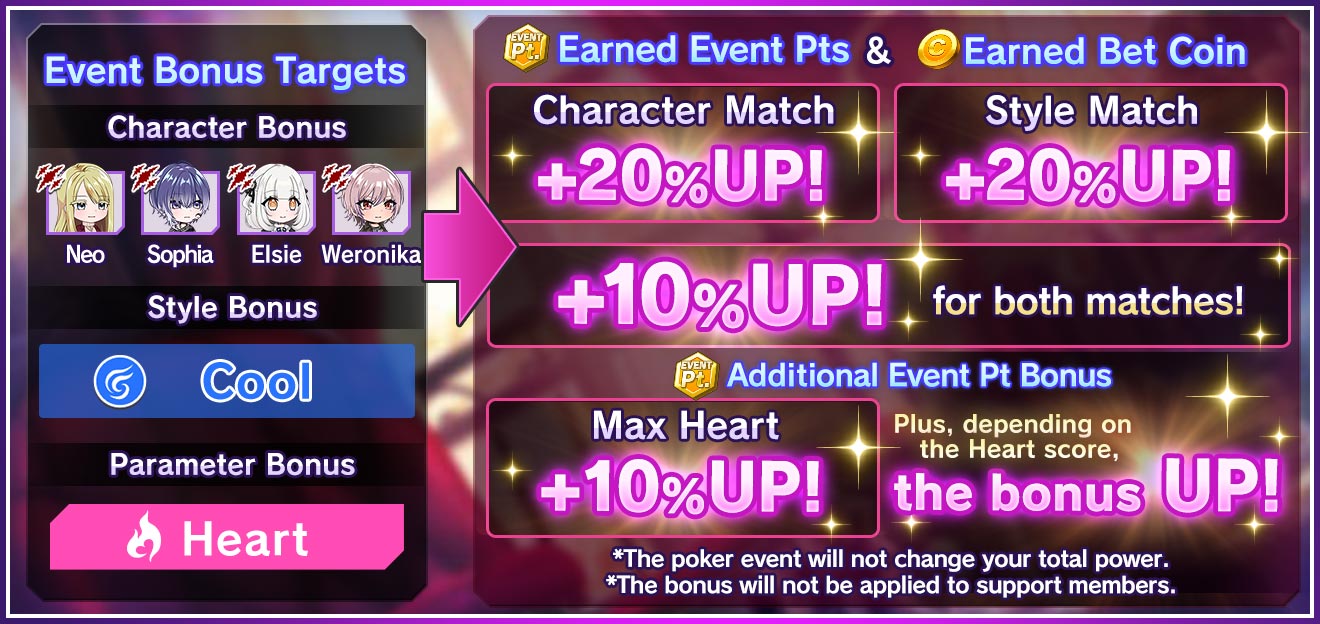 Event Bonus Targets
Character Bonus
Neo
Sophia
Elsie
Weronika
Style Bonus
Cool
Parameter Bonus
Heart
EVENT
Pt.
Earned Event Pts &
C
Earned Bet Coin
Character Match
+20%UP!
Style Match
+20%UP!
+10%UP!
for both matches!
EVENT
Pt.
Additional Event Pt Bonus
Max Heart
+10%UP!
Plus, depending on
the Heart score,
the bonus UP!
*The poker event will not change your total power.
*The bonus will not be applied to support members.